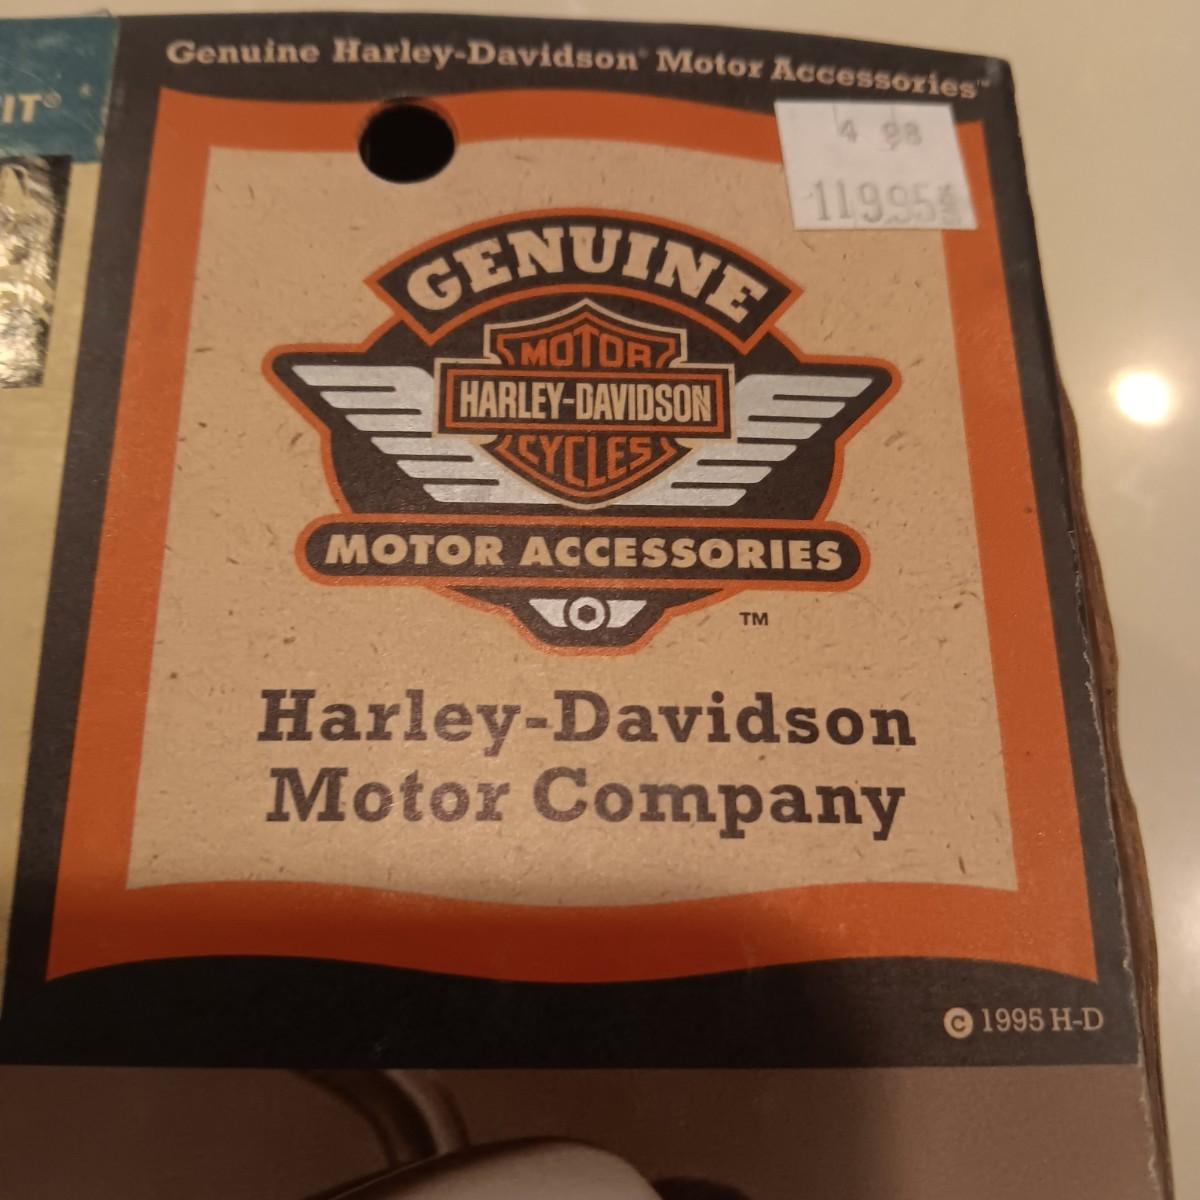 Genuine Harley-Davidson® Motor Accessories™
IT®
4 98
119.95
GENUINE
MOTOR
HARLEY-DAVIDSON
CYCLES
MOTOR ACCESSORIES
TM
Harley-Davidson
Motor Company
© 1995 H-D